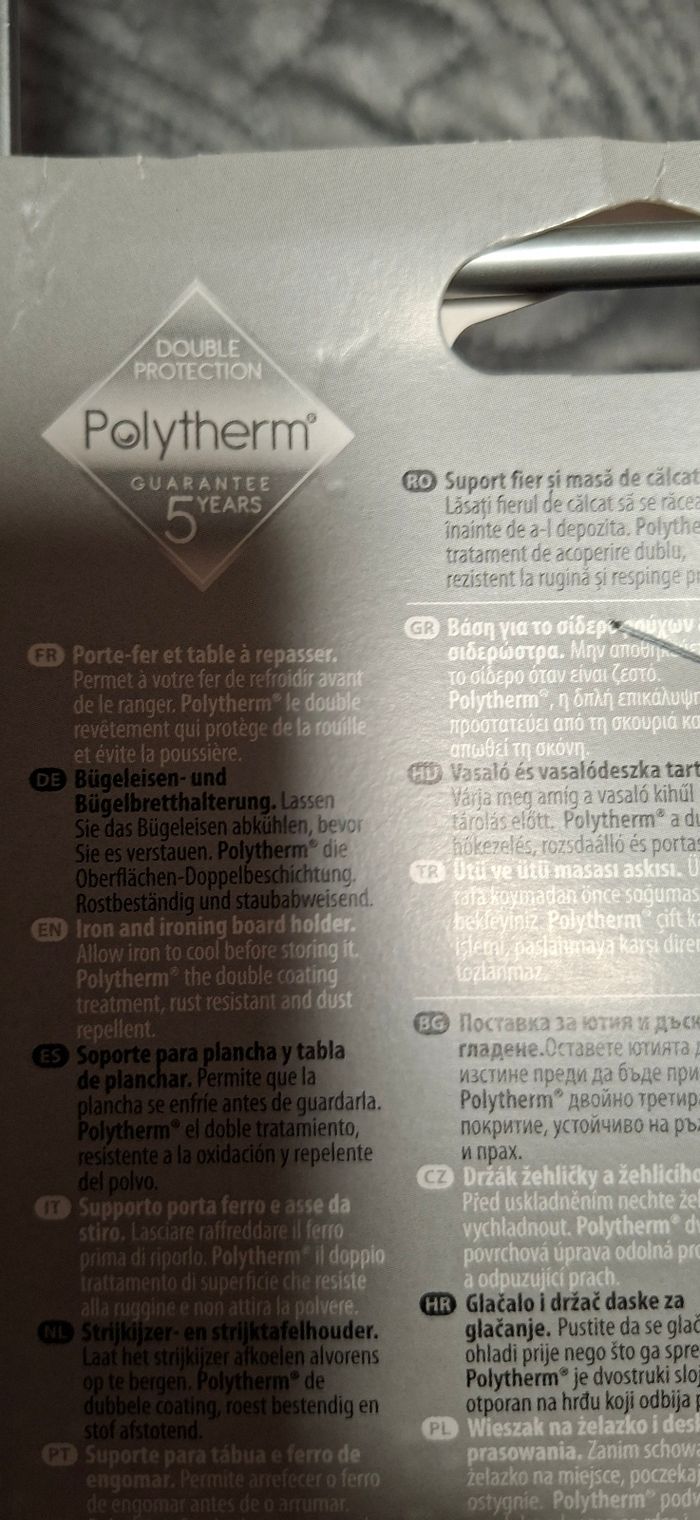 DOUBLE
PROTECTION
Polytherm®
GUARANTEE
5 YEARS
FR Porte-fer et table à repasser.
Permet à votre fer de refroidir avant
de le ranger. Polytherm® le double
revêtement qui protège de la rouille
et évite la poussière.
DE Bügeleisen- und
Bügelbretthalterung. Lassen
Sie das Bügeleisen abkühlen, bevor
Sie es verstauen. Polytherm® die
Oberflächen-Doppelbeschichtung.
Rostbeständig und staubabweisend.
EN Iron and ironing board holder.
Allow iron to cool before storing it.
Polytherm® the double coating
treatment, rust resistant and dust
repellent.
ES Soporte para plancha y tabla
de planchar. Permite que la
plancha se enfríe antes de guardarla.
Polytherm® el doble tratamiento,
resistente a la oxidación y repelente
del polvo.
IT Supporto porta ferro e asse da
stiro. Lasciare raffreddare il ferro
prima di riporlo. Polytherm® il doppio
trattamento di superficie che resiste
alla ruggine e non attira la polvere.
NL Strijkijzer- en strijktafelhouder.
Laat het strijkijzer afkoelen alvorens
op te bergen. Polytherm® de
dubbele coating, roest bestendig en
stof afstotend.
PT Suporte para tábua e ferro de
engomar. Permite arrefecer o ferro
de engomar antes de o arrumar.
RO Suport fier și masă de călcat
Lăsați fierul de călcat să se răcea
înainte de a-l depozita. Polythe
tratament de acoperire dublu,
rezistent la rugină și respinge pr
GR Βάση για το σίδερο ρούχων
σιδερώστρα. Μην
το σίδερο όταν είναι ζεστό.
Polytherm®, η διπλή επικάλυψη
προστατεύει από τη σκουριά κα
απωθεί τη σκόνη.
HU Vasaló és vasalódeszka tart
Várja meg amíg a vasaló kihűl
tárolás előtt. Polytherm® a du
hőkezelés, rozsdaálló és portas
TR Ütü ve ütü masası askısı. U
rafa koymadan önce soğumas
bekleyiniz. Polytherm® çift ka
işlemi, paslanmaya karşı dire
tozlanmaz.
BG Поставка за ютия и дъск
гладене. Оставете ютията д
изстине преди да бъде при
Polytherm® двойно третира
покритие, устойчиво на ръж
и прах.
CZ Držák žehličky a žehlicího
Před uskladněním nechte žeh
vychladnout. Polytherm® dv
povrchová úprava odolná pro
a odpuzující prach.
HR Glačalo i držač daske za
glačanje. Pustite da se glač
ohladi prije nego što ga spre
Polytherm® je dvostruki sloj
otporan na hrđu koji odbija p
PL Wieszak na żelazko i desk
prasowania. Zanim schowa
żelazko na miejsce, poczekaj
ostygnie. Polytherm® podw